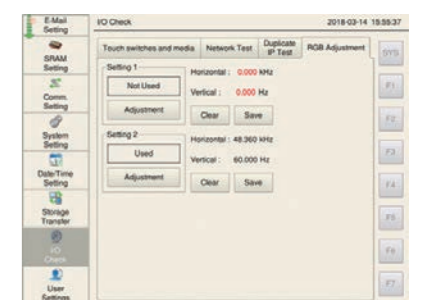 E-Mail
Setting
SRAM
Setting
Comm.
Setting
System
Setting
Date/Time
Setting
Storage
Transfer
I/O
Check
User
Settings
I/O Check
2018-03-14 15:55:37
Touch switches and media
Network Test
Duplicate
IP Test
RGB Adjustment
Setting 1
Not Used
Adjustment
Horizontal : 0.000 kHz
Vertical : 0.000 Hz
Clear
Save
Setting 2
Used
Adjustment
Horizontal : 48.360 kHz
Vertical : 60.000 Hz
Clear
Save
SYS
F1
F2
F3
F4
F5
F6
F7